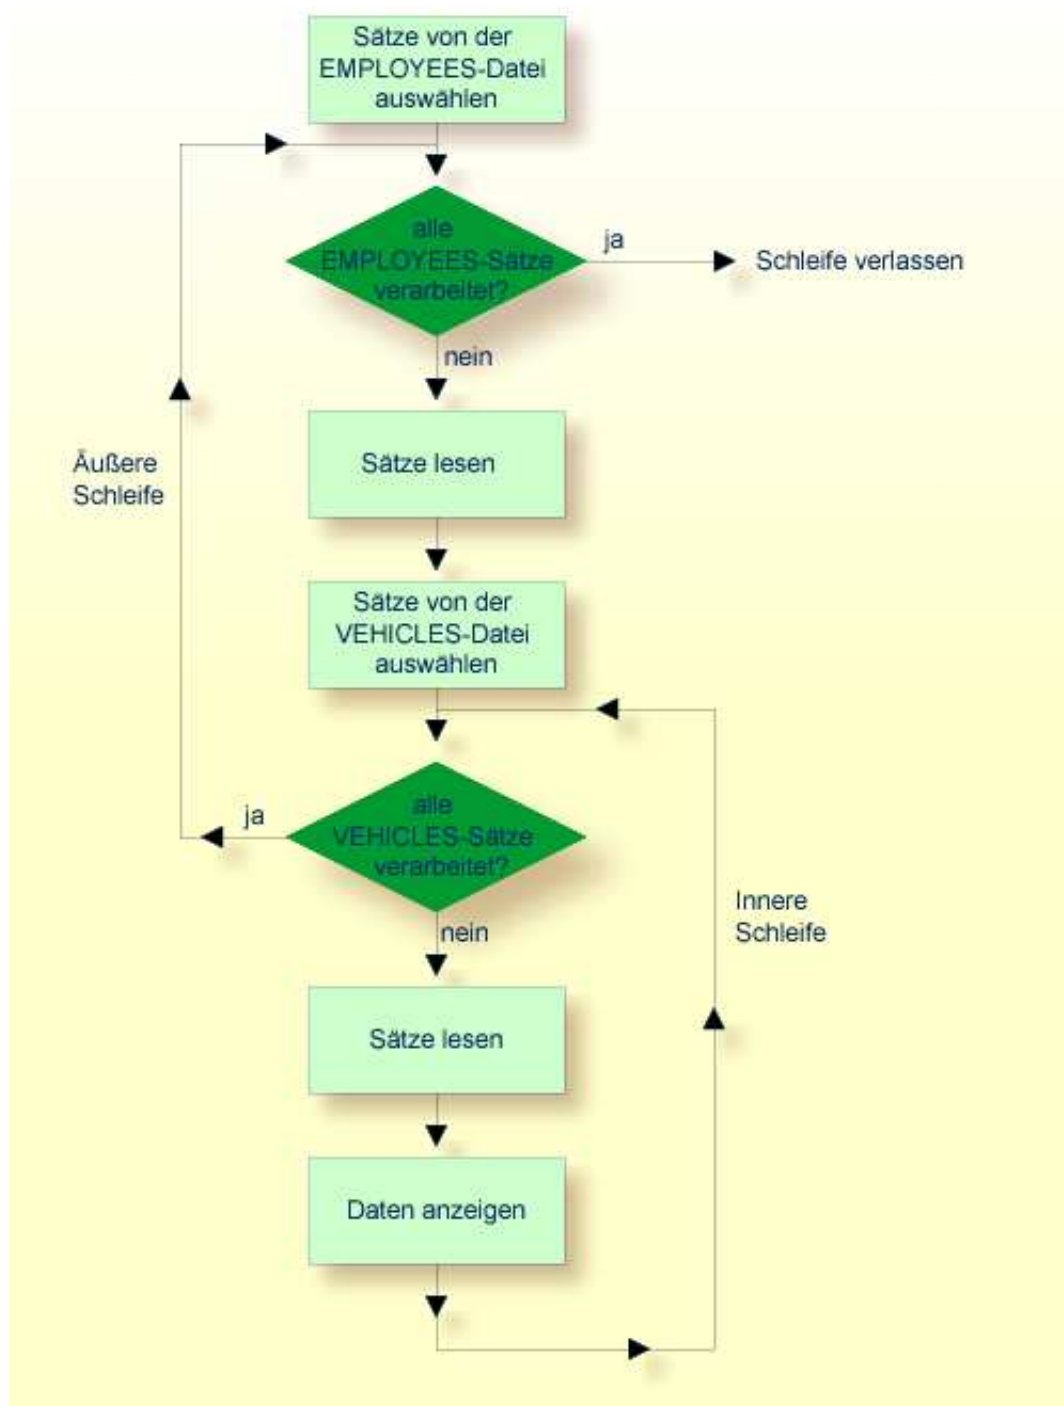 Sätze von der
EMPLOYEES-Datei
auswählen
alle
EMPLOYEES-Sätze
verarbeitet?
ja
Schleife verlassen
nein
Sätze lesen
Äußere
Schleife
Sätze von der
VEHICLES-Datei
auswählen
alle
VEHICLES-Sätze
verarbeitet?
ja
nein
Innere
Schleife
Sätze lesen
Daten anzeigen